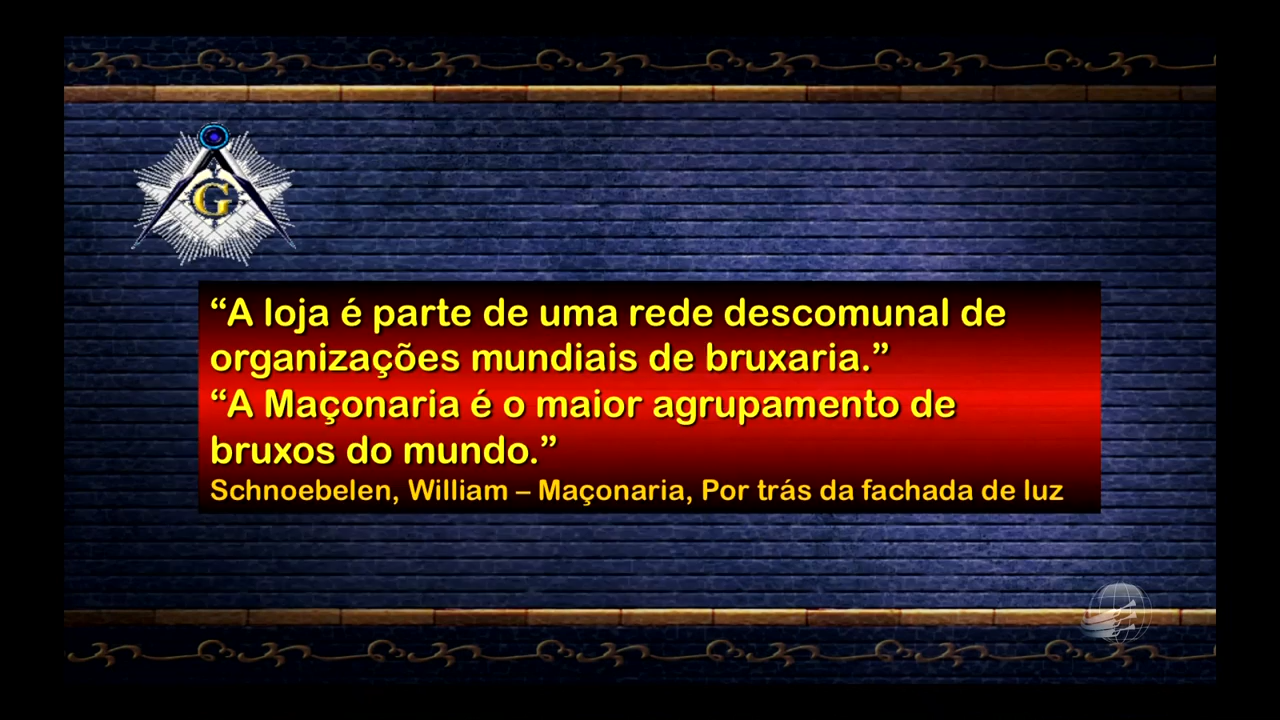 G
“A loja é parte de uma rede descomunal de
organizações mundiais de bruxaria.”
“A Maçonaria é o maior agrupamento de
bruxos do mundo.”
Schnoebelen, William – Maçonaria, Por trás da fachada de luz